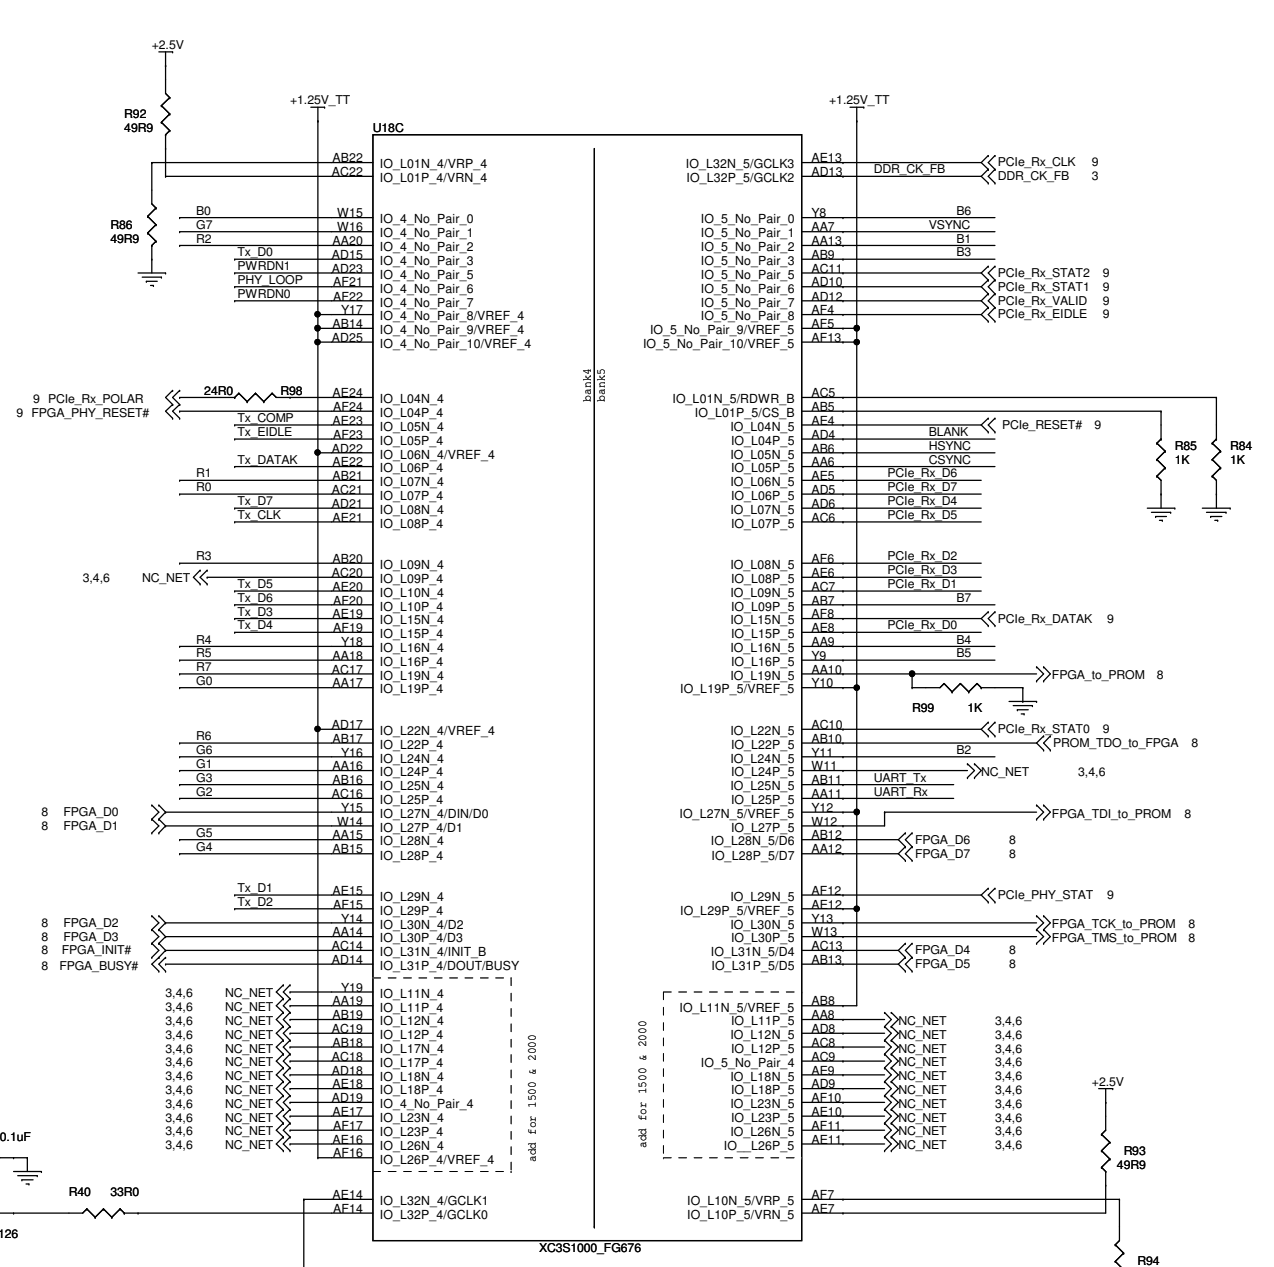 +2.5V
R92
49R9
+1.25V_TT
+1.25V_TT
U18C
AB22 IO_L01N_4/VRP_4 IO_L32N_5/GCLK3 AE13 PCIe_Rx_CLK 9
AC22 IO_L01P_4/VRN_4 IO_L32P_5/GCLK2 AD13 DDR_CK_FB DDR_CK_FB 3
R86
49R9
B0 W15 IO_4_No_Pair_0 IO_5_No_Pair_0 Y8 B6
G7 W16 IO_4_No_Pair_1 IO_5_No_Pair_1 AA7 VSYNC
R2 AA20 IO_4_No_Pair_2 IO_5_No_Pair_2 AA13 B1
Tx_D0 AD15 IO_4_No_Pair_3 IO_5_No_Pair_3 AB9 B3
PWRDN1 AD23 IO_4_No_Pair_5 IO_5_No_Pair_5 AC11 PCIe_Rx_STAT2 9
PHY_LOOP AF21 IO_4_No_Pair_6 IO_5_No_Pair_6 AD10 PCIe_Rx_STAT1 9
PWRDN0 AF22 IO_4_No_Pair_7 IO_5_No_Pair_7 AD12 PCIe_Rx_VALID 9
Y17 IO_4_No_Pair_8/VREF_4 IO_5_No_Pair_8 AF4 PCIe_Rx_EIDLE 9
AB14 IO_4_No_Pair_9/VREF_4 IO_5_No_Pair_9/VREF_5 AF5
AD25 IO_4_No_Pair_10/VREF_4 IO_5_No_Pair_10/VREF_5 AF13
bank4
bank5
9 PCIe_Rx_POLAR 24R0 R98 AE24 IO_L04N_4 IO_L01N_5/RDWR_B AC5
9 FPGA_PHY_RESET# AF24 IO_L04P_4 IO_L01P_5/CS_B AB5
Tx_COMP AE23 IO_L05N_4 IO_L04N_5 AE4 PCIe_RESET# 9
Tx_EIDLE AF23 IO_L05P_4 IO_L04P_5 AD4 BLANK
AD22 IO_L06N_4/VREF_4 IO_L05N_5 AB6 HSYNC
Tx_DATAK AE22 IO_L06P_4 IO_L05P_5 AA6 CSYNC
R85
1K
R84
1K
R1 AB21 IO_L07N_4 IO_L06N_5 AE5 PCIe_Rx_D6
R0 AC21 IO_L07P_4 IO_L06P_5 AD5 PCIe_Rx_D7
Tx_D7 AD21 IO_L08N_4 IO_L07N_5 AD6 PCIe_Rx_D4
Tx_CLK AE21 IO_L08P_4 IO_L07P_5 AC6 PCIe_Rx_D5
R3 AB20 IO_L09N_4 IO_L08N_5 AF6 PCIe_Rx_D2
3,4,6 NC_NET AC20 IO_L09P_4 IO_L08P_5 AE6 PCIe_Rx_D3
Tx_D5 AE20 IO_L10N_4 IO_L09N_5 AC7 PCIe_Rx_D1
Tx_D6 AF20 IO_L10P_4 IO_L09P_5 AB7 B7
Tx_D3 AE19 IO_L15N_4 IO_L15N_5 AF8 PCIe_Rx_DATAK 9
Tx_D4 AF19 IO_L15P_4 IO_L15P_5 AE8 PCIe_Rx_D0
R4 Y18 IO_L16N_4 IO_L16N_5 AA9 B4
R5 AA18 IO_L16P_4 IO_L16P_5 Y9 B5
R7 AC17 IO_L19N_4 IO_L19N_5 AA10 FPGA_to_PROM 8
G0 AA17 IO_L19P_4 IO_L19P_5/VREF_5 Y10
R99 1K
AD17 IO_L22N_4/VREF_4 IO_L22N_5 AC10 PCIe_Rx_STAT0 9
R6 AB17 IO_L22P_4 IO_L22P_5 AB10 PROM_TDO_to_FPGA 8
G6 Y16 IO_L24N_4 IO_L24N_5 Y11 B2
G1 AA16 IO_L24P_4 IO_L24P_5 W11 NC_NET 3,4,6
G3 AB16 IO_L25N_4 IO_L25N_5 AB11 UART_Tx
G2 AC16 IO_L25P_4 IO_L25P_5 AA11 UART_Rx
8 FPGA_D0 Y15 IO_L27N_4/DIN/D0 IO_L27N_5/VREF_5 Y12 FPGA_TDI_to_PROM 8
8 FPGA_D1 W14 IO_L27P_4/D1 IO_L27P_5 W12
G5 AA15 IO_L28N_4 IO_L28N_5/D6 AB12 FPGA_D6 8
G4 AB15 IO_L28P_4 IO_L28P_5/D7 AA12 FPGA_D7 8
Tx_D1 AE15 IO_L29N_4 IO_L29N_5 AF12 PCIe_PHY_STAT 9
Tx_D2 AF15 IO_L29P_4 IO_L29P_5/VREF_5 AE12
8 FPGA_D2 Y14 IO_L30N_4/D2 IO_L30N_5 Y13 FPGA_TCK_to_PROM 8
8 FPGA_D3 AA14 IO_L30P_4/D3 IO_L30P_5 W13 FPGA_TMS_to_PROM 8
8 FPGA_INIT# AC14 IO_L31N_4/INIT_B IO_L31N_5/D4 AC13 FPGA_D4 8
8 FPGA_BUSY# AD14 IO_L31P_4/DOUT/BUSY IO_L31P_5/D5 AB13 FPGA_D5 8
3,4,6 NC_NET Y19 IO_L11N_4
3,4,6 NC_NET AA19 IO_L11P_4 IO_L11N_5/VREF_5 AB8
3,4,6 NC_NET AB19 IO_L12N_4 IO_L11P_5 AA8 NC_NET 3,4,6
3,4,6 NC_NET AC19 IO_L12P_4 IO_L12N_5 AD8 NC_NET 3,4,6
3,4,6 NC_NET AB18 IO_L17N_4 IO_L12P_5 AC8 NC_NET 3,4,6
3,4,6 NC_NET AC18 IO_L17P_4 IO_5_No_Pair_4 AC9 NC_NET 3,4,6
3,4,6 NC_NET AD18 IO_L18N_4 IO_L18N_5 AE9 NC_NET 3,4,6
3,4,6 NC_NET AE18 IO_L18P_4 IO_L18P_5 AD9 NC_NET 3,4,6
3,4,6 NC_NET AD19 IO_4_No_Pair_4 IO_L23N_5 AF10 NC_NET 3,4,6
3,4,6 NC_NET AE17 IO_L23N_4 IO_L23P_5 AE10 NC_NET 3,4,6
3,4,6 NC_NET AF17 IO_L23P_4 IO_L26N_5 AF11 NC_NET 3,4,6
3,4,6 NC_NET AE16 IO_L26N_4 IO__L26P_5 AE11 NC_NET 3,4,6
AF16 IO_L26P_4/VREF_4
add for 1500 & 2000
add for 1500 & 2000
+2.5V
R93
49R9
0.1uF
R40 33R0
AE14 IO_L32N_4/GCLK1 IO_L10N_5/VRP_5 AF7
AF14 IO_L32P_4/GCLK0 IO_L10P_5/VRN_5 AE7
126
XC3S1000_FG676
R94